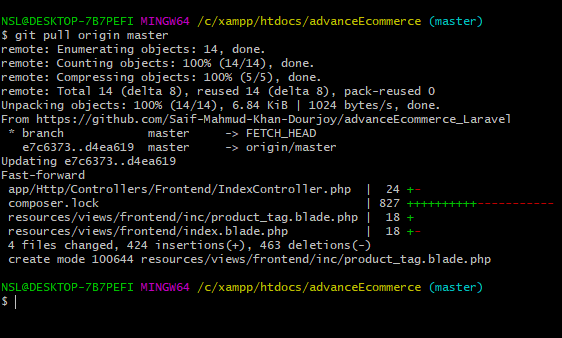 NSL@DESKTOP-7B7PEFI MINGW64 /c/xampp/htdocs/advanceEcommerce (master)
$ git pull origin master
remote: Enumerating objects: 14, done.
remote: Counting objects: 100% (14/14), done.
remote: Compressing objects: 100% (5/5), done.
remote: Total 14 (delta 8), reused 14 (delta 8), pack-reused 0
Unpacking objects: 100% (14/14), 6.84 KiB | 1024 bytes/s, done.
From https://github.com/Saif-Mahmud-Khan-Dourjoy/advanceEcommerce_Laravel
 * branch            master     -> FETCH_HEAD
   e7c6373..d4ea619  master     -> origin/master
Updating e7c6373..d4ea619
Fast-forward
 app/Http/Controllers/Frontend/IndexController.php  |  24 +-
 composer.lock                                      | 827 ++++++++++-----------
 resources/views/frontend/inc/product_tag.blade.php |  18 +
 resources/views/frontend/index.blade.php           |  18 +-
 4 files changed, 424 insertions(+), 463 deletions(-)
 create mode 100644 resources/views/frontend/inc/product_tag.blade.php
NSL@DESKTOP-7B7PEFI MINGW64 /c/xampp/htdocs/advanceEcommerce (master)
$